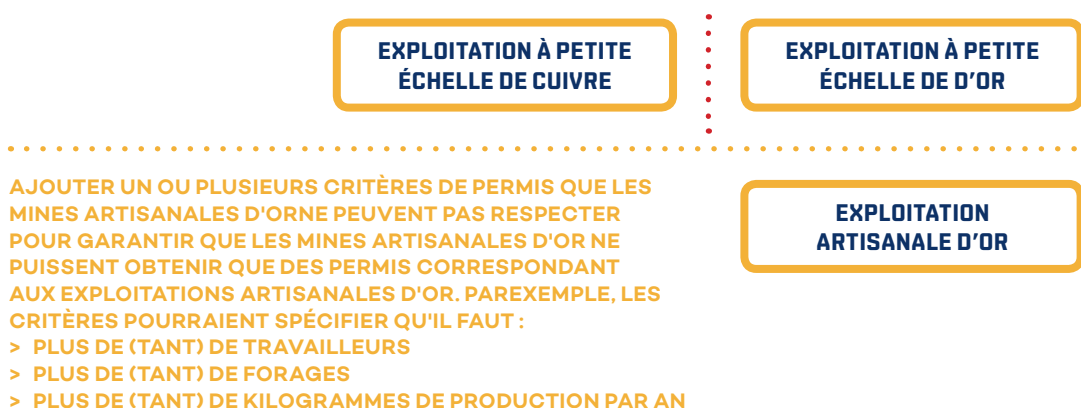 EXPLOITATION À PETITE
ÉCHELLE DE CUIVRE
EXPLOITATION À PETITE
ÉCHELLE DE D’OR
AJOUTER UN OU PLUSIEURS CRITÈRES DE PERMIS QUE LES
MINES ARTISANALES D'ORNE PEUVENT PAS RESPECTER
POUR GARANTIR QUE LES MINES ARTISANALES D'OR NE
PUISSENT OBTENIR QUE DES PERMIS CORRESPONDANT
AUX EXPLOITATIONS ARTISANALES D'OR. PAREXEMPLE, LES
CRITÈRES POURRAIENT SPÉCIFIER QU'IL FAUT :
> PLUS DE (TANT) DE TRAVAILLEURS
> PLUS DE (TANT) DE FORAGES
> PLUS DE (TANT) DE KILOGRAMMES DE PRODUCTION PAR AN
EXPLOITATION
ARTISANALE D’OR